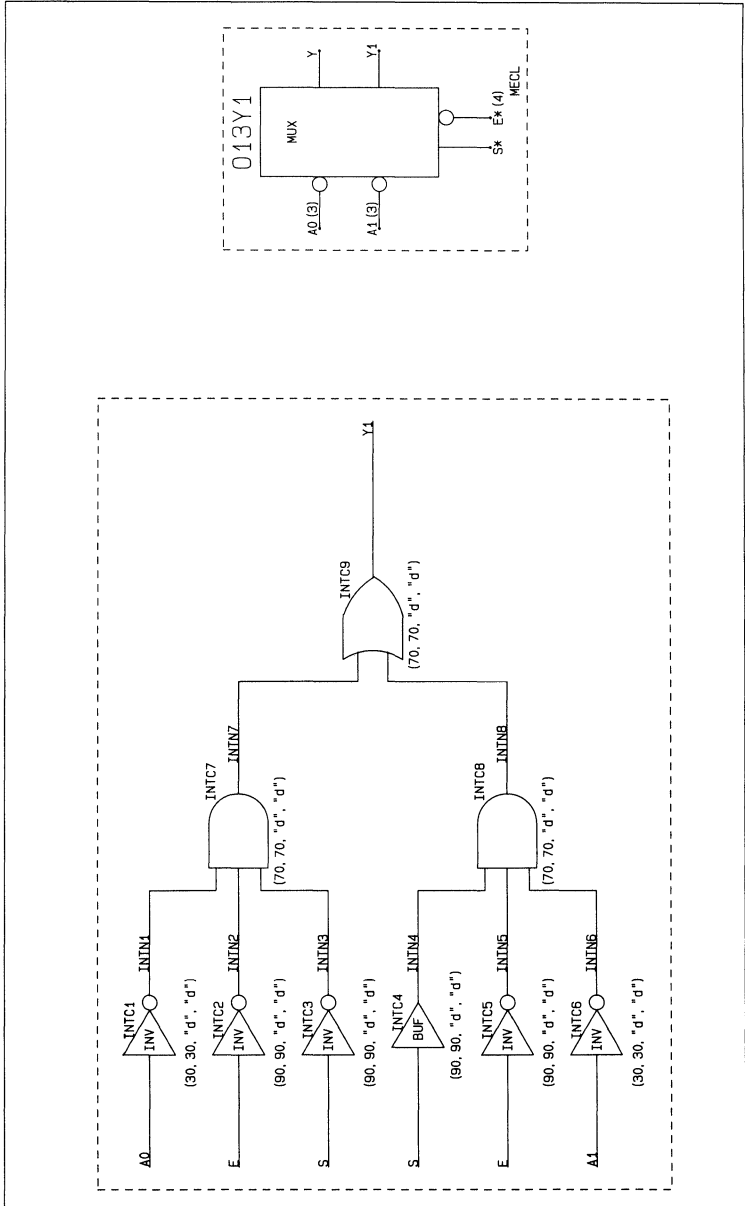 013Y1
MUX
Y
Y1
A0 (3)
A1 (3)
S*
E* (4)
MECL
A0
INTC1
INV
(30, 30, "d", "d")
INTN1
E
INTC2
INV
(90, 90, "d", "d")
INTN2
S
INTC3
INV
(90, 90, "d", "d")
INTN3
INTC7
(70, 70, "d", "d")
INTN7
S
INTC4
BUF
(90, 90, "d", "d")
INTN4
E
INTC5
INV
(90, 90, "d", "d")
INTN5
A1
INTC6
INV
(30, 30, "d", "d")
INTN6
INTC8
(70, 70, "d", "d")
INTN8
INTC9
(70, 70, "d", "d")
Y1